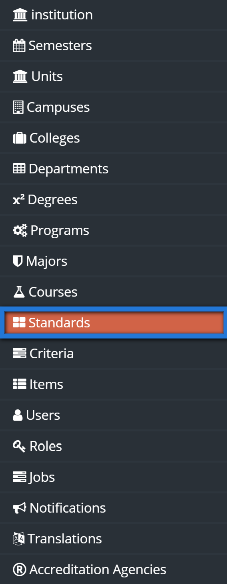 institution
Semesters
Units
Campuses
Colleges
Departments
x² Degrees
Programs
Majors
Courses
Standards
Criteria
Items
Users
Roles
Jobs
Notifications
Translations
® Accreditation Agencies